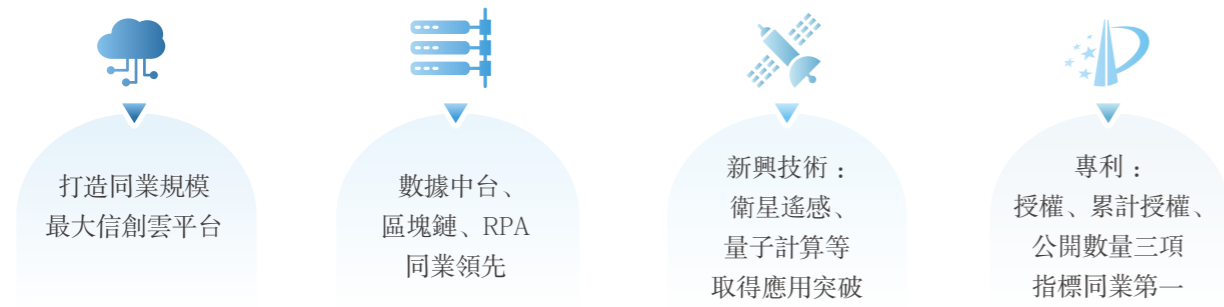 打造同業規模
最大信創雲平台
數據中台、
區塊鏈、RPA
同業領先
新興技術：
衛星遙感、
量子計算等
取得應用突破
專利：
授權、累計授權、
公開數量三項
指標同業第一